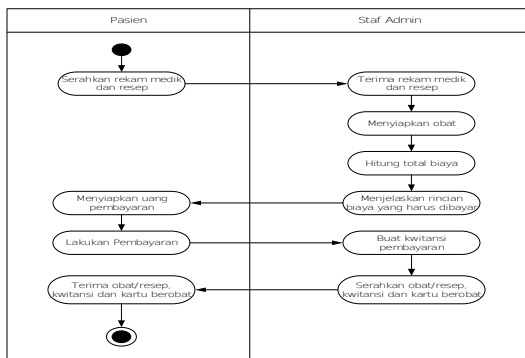 Pasien
Staf Admin
Serahkan rekam medik
dan resep
Terima rekam medik
dan resep
Menyiapkan obat
Hitung total biaya
Menyiapkan uang
pembayaran
Menjelaskan rincian
biaya yang harus dibayar
Lakukan Pembayaran
Buat kwitansi
pembayaran
Terima obat/resep,
kwitansi dan kartu berobat
Serahkan obat/resep,
kwitansi dan kartu berobat